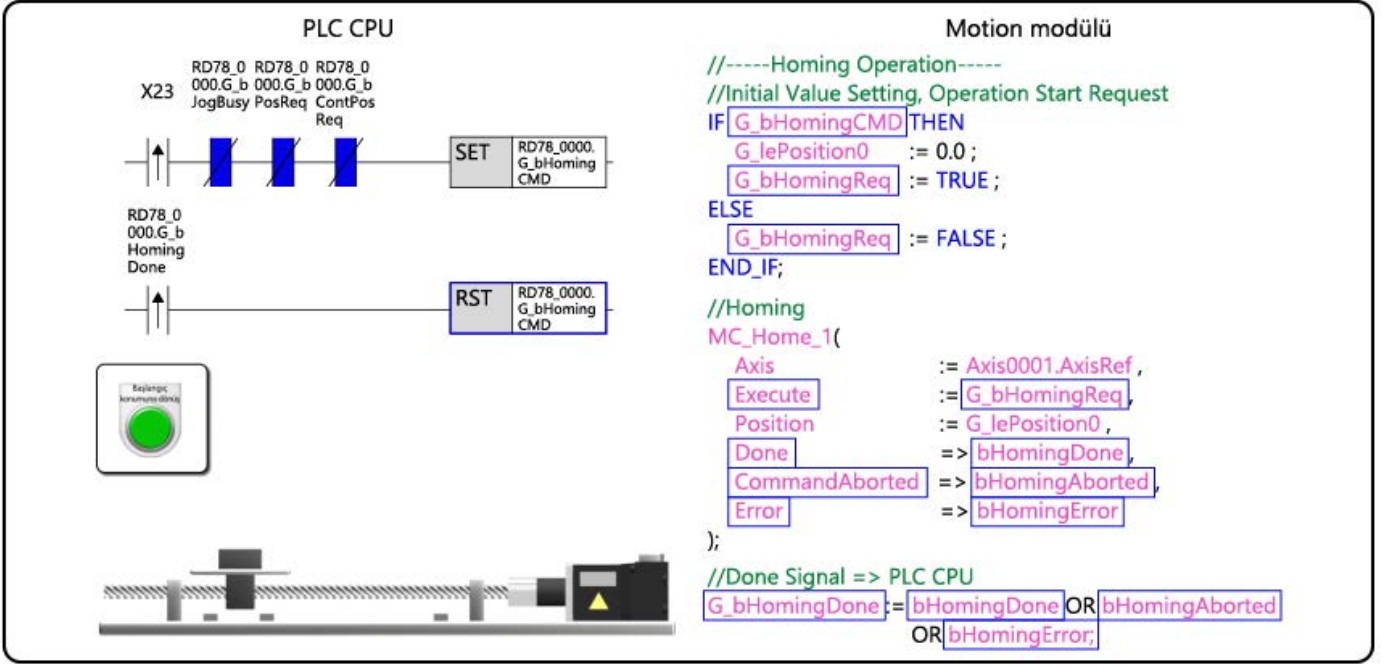 PLC CPU
X23
RD78_0
000.G_b
JogBusy
RD78_0
000.G_b
PosReq
RD78_0
000.G_b
ContPos
Req
SET
RD78_0000.
G_bHoming
CMD
RD78_0
000.G_b
Homing
Done
RST
RD78_0000.
G_bHoming
CMD
Başlangıç
konumuna dönüş
Motion modülü
//-----Homing Operation-----
//Initial Value Setting, Operation Start Request
IF G_bHomingCMD THEN
G_lePosition0 := 0.0 ;
G_bHomingReq := TRUE ;
ELSE
G_bHomingReq := FALSE ;
END_IF;
//Homing
MC_Home_1(
Axis := Axis0001.AxisRef ,
Execute := G_bHomingReq ,
Position := G_lePosition0 ,
Done => bHomingDone ,
CommandAborted => bHomingAborted ,
Error => bHomingError
);
//Done Signal => PLC CPU
G_bHomingDone := bHomingDone OR bHomingAborted
OR bHomingError;